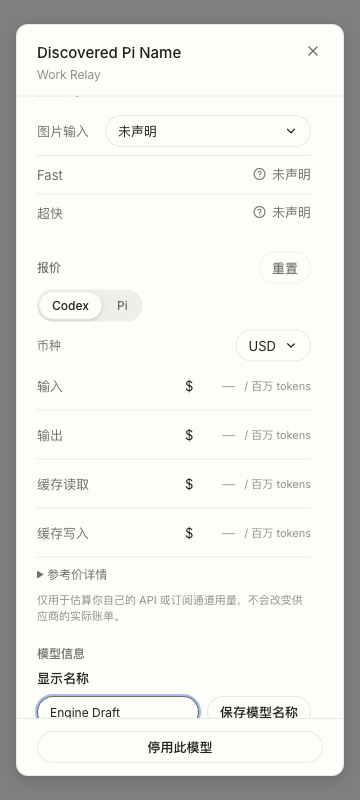 Discovered Pi Name
Work Relay
图片输入 未声明
Fast 未声明
超快 未声明
报价 重置
Codex Pi
币种 USD
输入 $ — / 百万 tokens
输出 $ — / 百万 tokens
缓存读取 $ — / 百万 tokens
缓存写入 $ — / 百万 tokens
参考价详情
仅用于估算你自己的 API 或订阅通道用量，不会改变供
应商的实际账单。
模型信息
显示名称
Engine Draft 保存模型名称
停用此模型